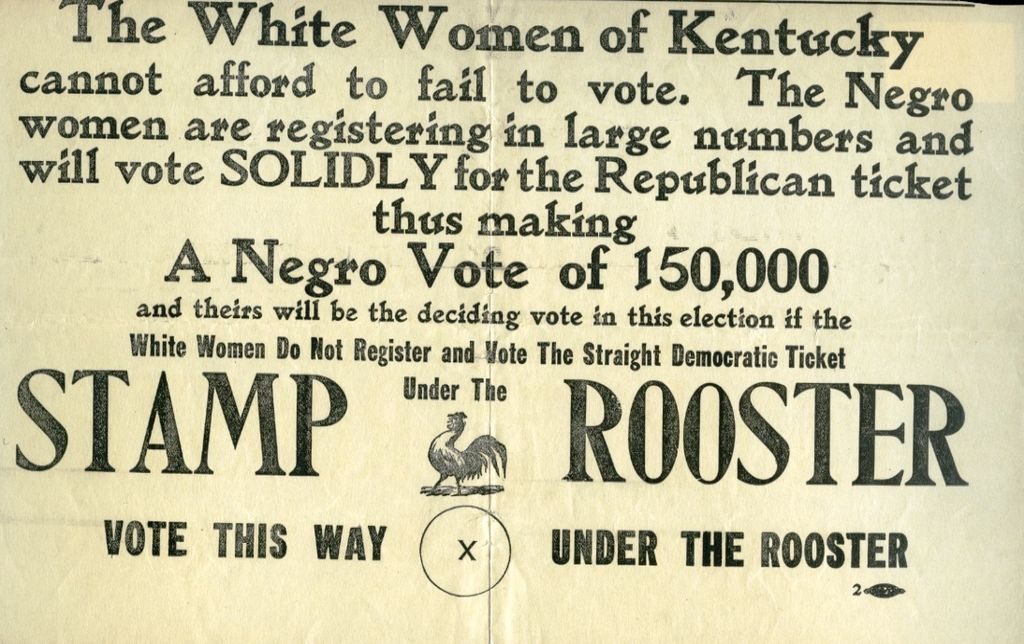 The White Women of Kentucky
cannot afford to fail to vote. The Negro
women are registering in large numbers and
will vote SOLIDLY for the Republican ticket
thus making
A Negro Vote of 150,000
and theirs will be the deciding vote in this election if the
White Women Do Not Register and Vote The Straight Democratic Ticket
STAMP Under The ROOSTER
VOTE THIS WAY X UNDER THE ROOSTER
2